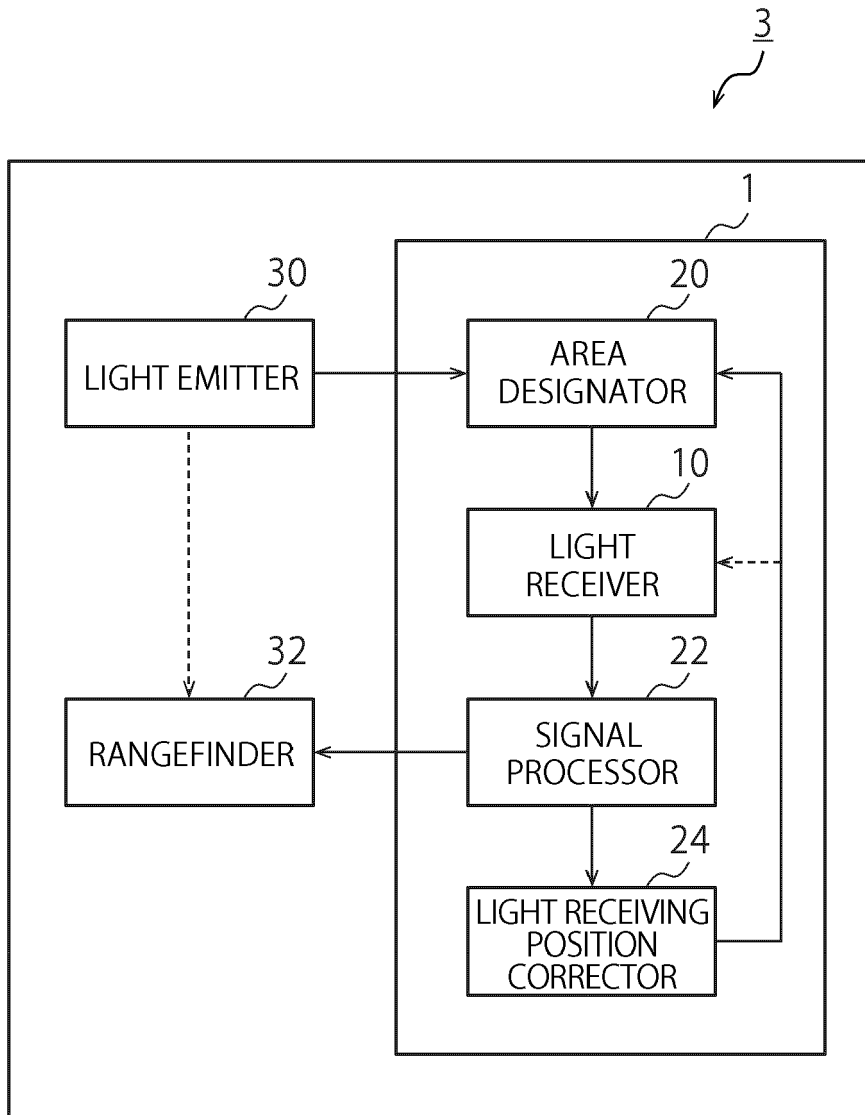 3
1
30
LIGHT EMITTER
20
AREA
DESIGNATOR
10
LIGHT
RECEIVER
32
RANGEFINDER
22
SIGNAL
PROCESSOR
24
LIGHT RECEIVING
POSITION
CORRECTOR